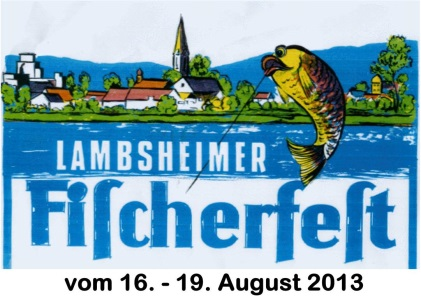 LAMBSHEIMER
Fiſcherfeſt
vom 16. - 19. August 2013